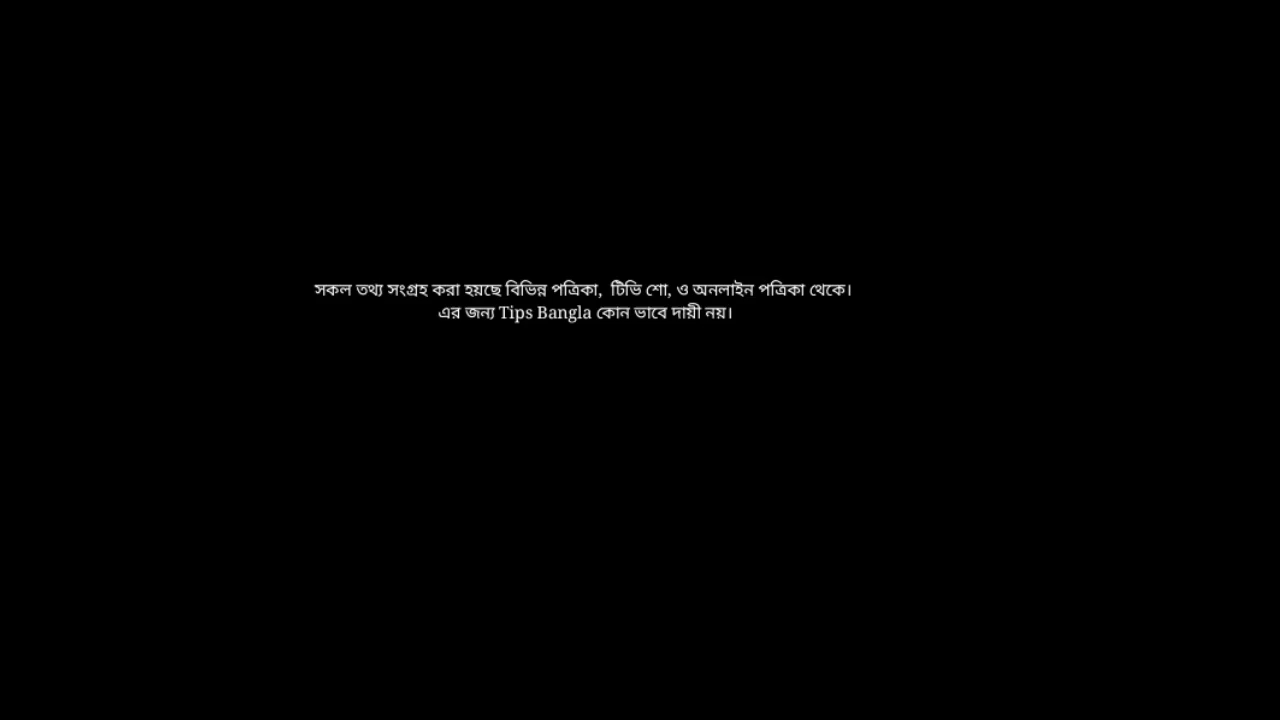 সকল তথ্য সংগ্রহ করা হয়ছে বিভিন্ন পত্রিকা,  টিভি শো, ও অনলাইন পত্রিকা থেকে।
এর জন্য Tips Bangla কোন ভাবে দায়ী নয়।